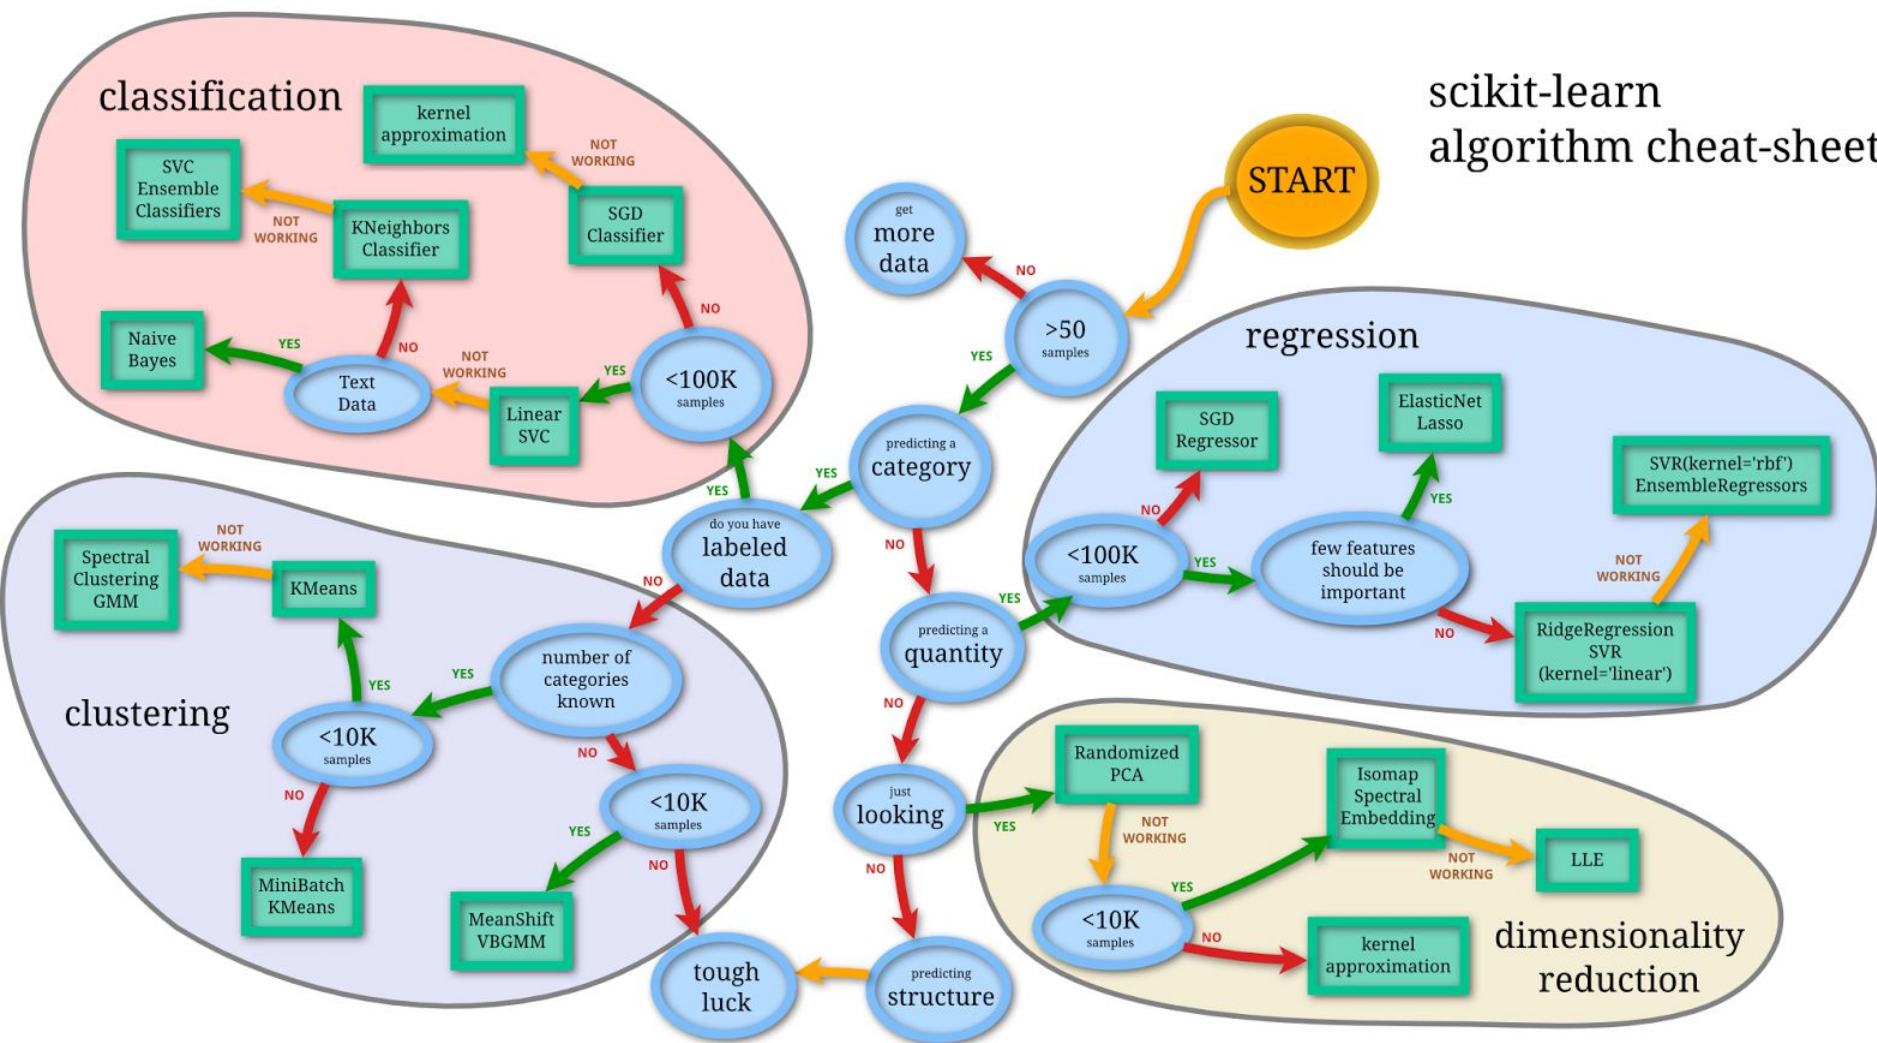 scikit-learn
algorithm cheat-sheet
START
get
more
data
NO
>50
samples
YES
predicting a
category
YES
NO
do you have
labeled
data
YES
NO
predicting a
quantity
YES
NO
just
looking
YES
NO
predicting
structure
tough
luck
classification
kernel
approximation
NOT
WORKING
SVC
Ensemble
Classifiers
NOT
WORKING
KNeighbors
Classifier
SGD
Classifier
NO
Naive
Bayes
YES
NO
Text
Data
NOT
WORKING
Linear
SVC
YES
<100K
samples
regression
SGD
Regressor
ElasticNet
Lasso
SVR(kernel='rbf')
EnsembleRegressors
NO
YES
<100K
samples
YES
few features
should be
important
NOT
WORKING
NO
RidgeRegression
SVR
(kernel='linear')
clustering
Spectral
Clustering
GMM
NOT
WORKING
KMeans
number of
categories
known
YES
YES
<10K
samples
NO
NO
<10K
samples
YES
NO
MiniBatch
KMeans
MeanShift
VBGMM
Randomized
PCA
NOT
WORKING
Isomap
Spectral
Embedding
NOT
WORKING
LLE
YES
<10K
samples
NO
kernel
approximation
dimensionality
reduction